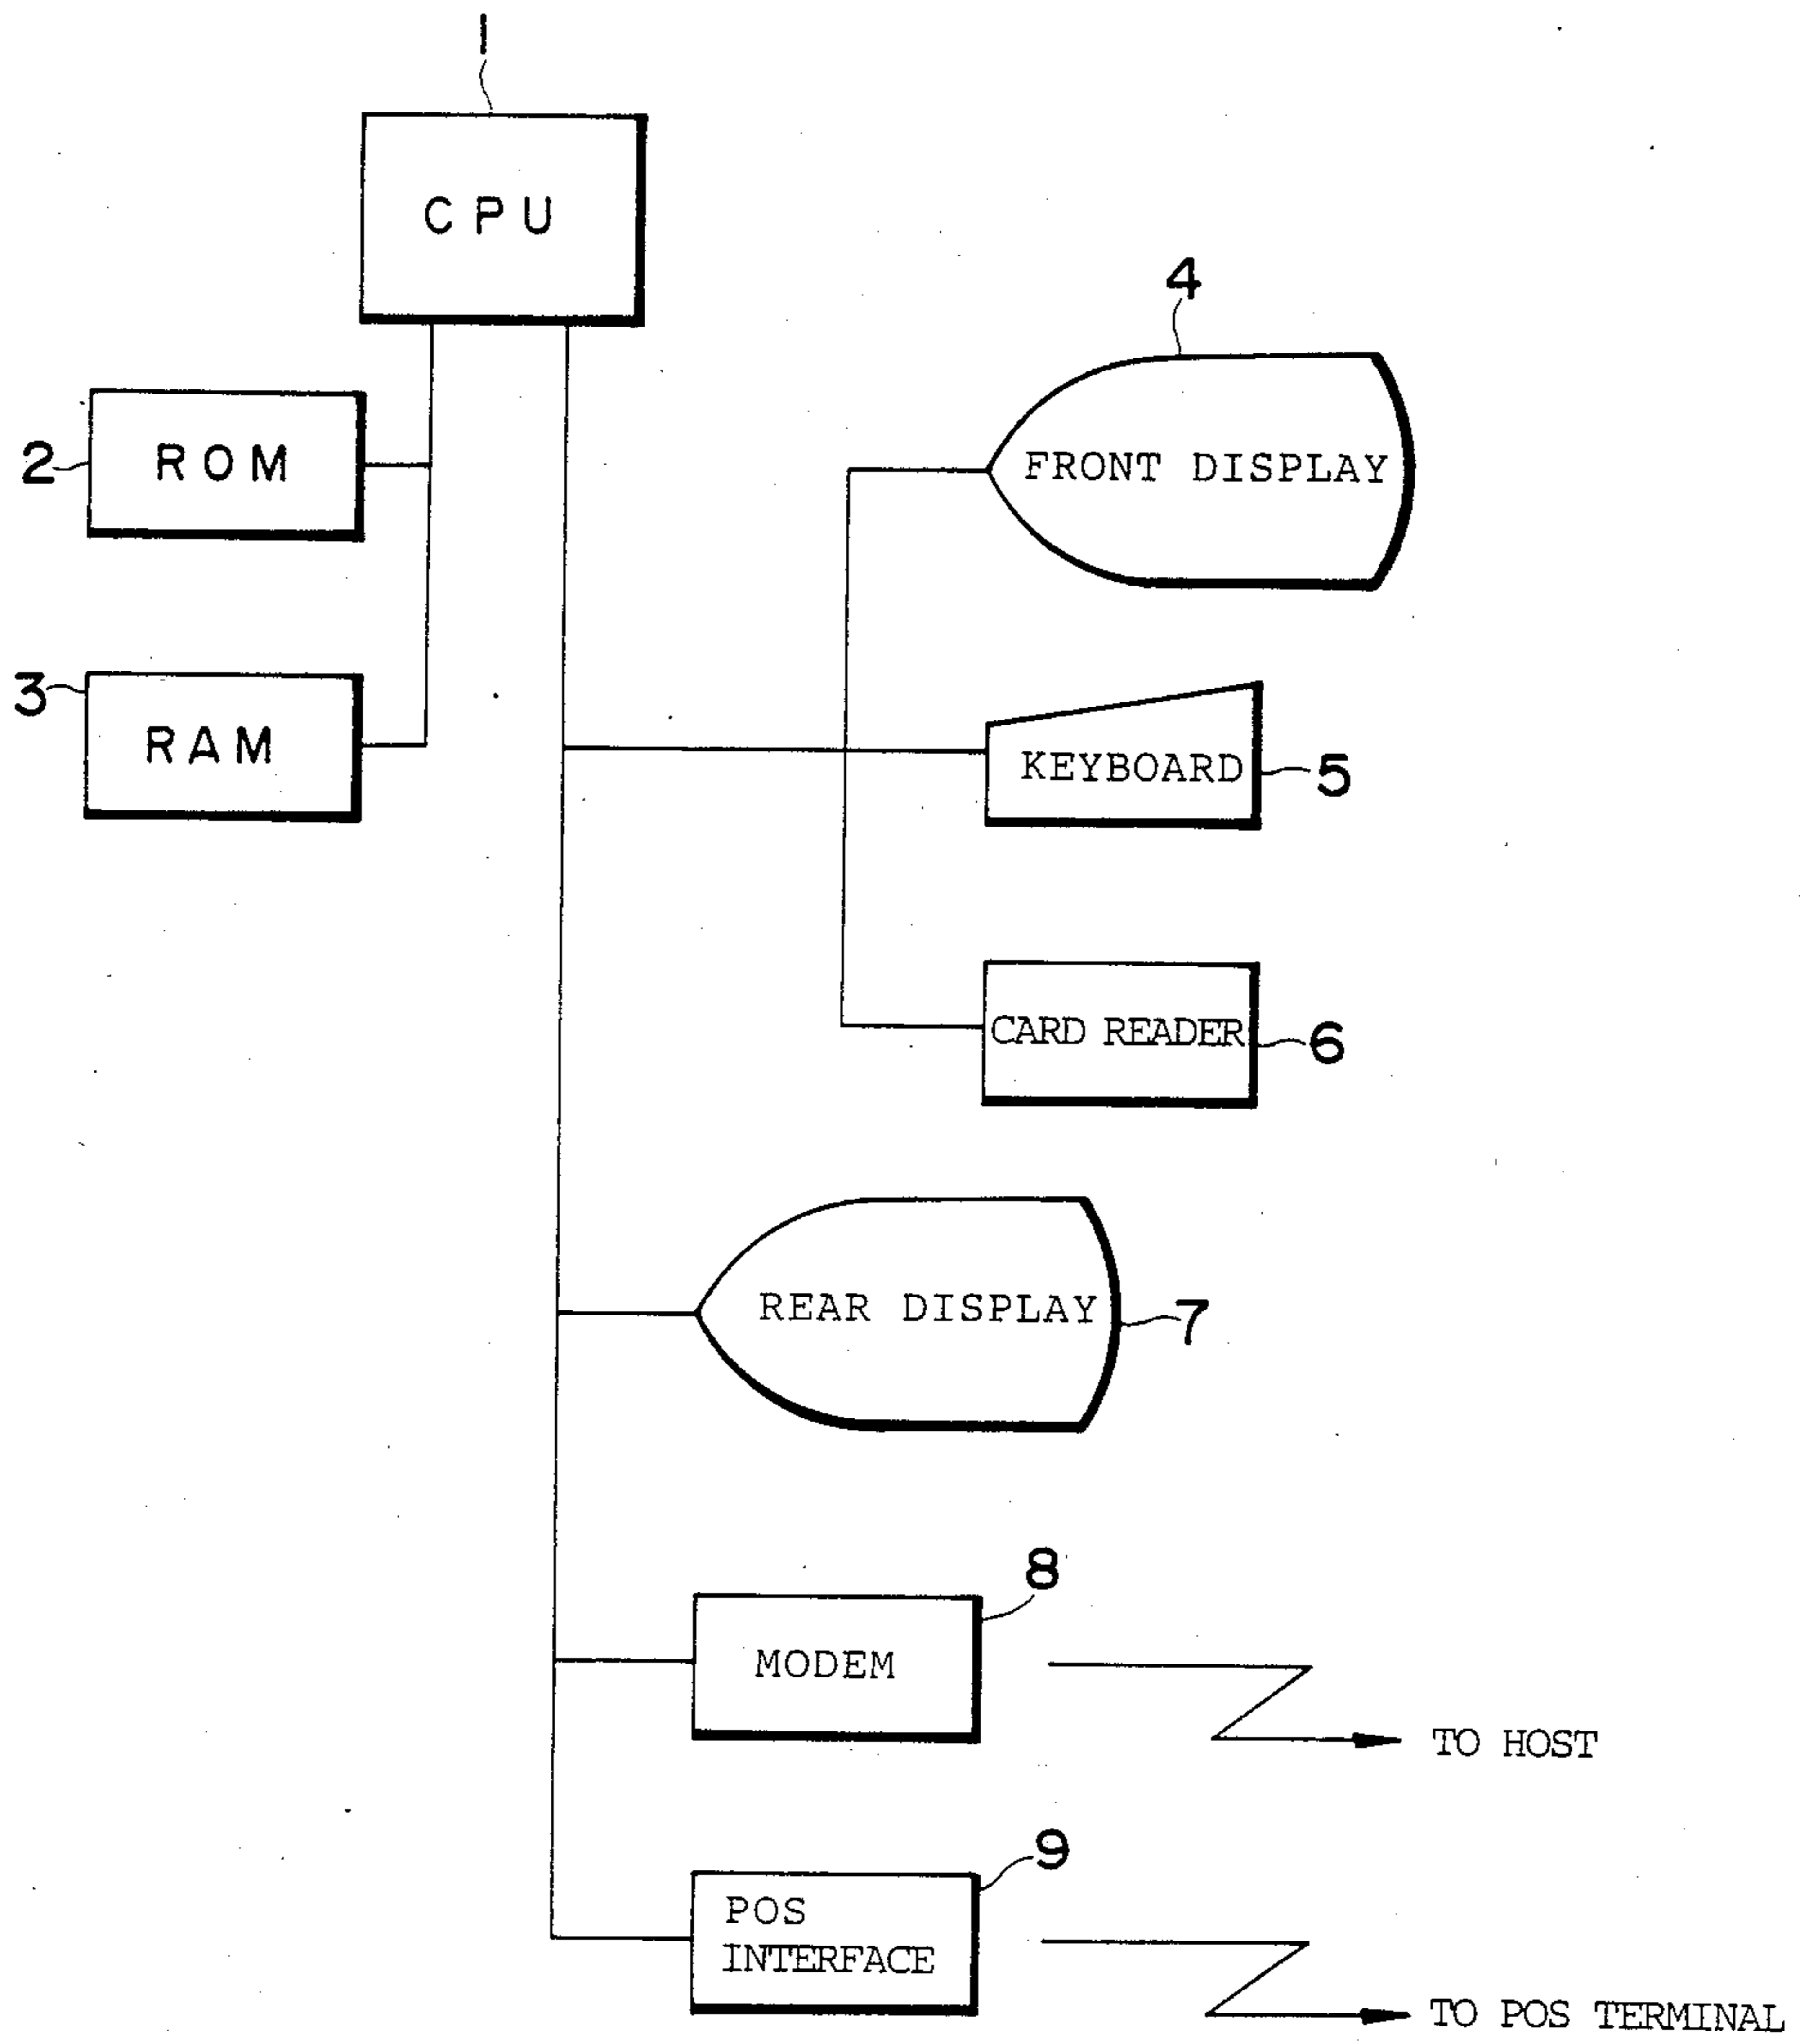 1
CPU
4
2
ROM
FRONT DISPLAY
3
RAM
KEYBOARD
5
CARD READER
6
REAR DISPLAY
7
8
MODEM
TO HOST
9
POS
INTERFACE
TO POS TERMINAL